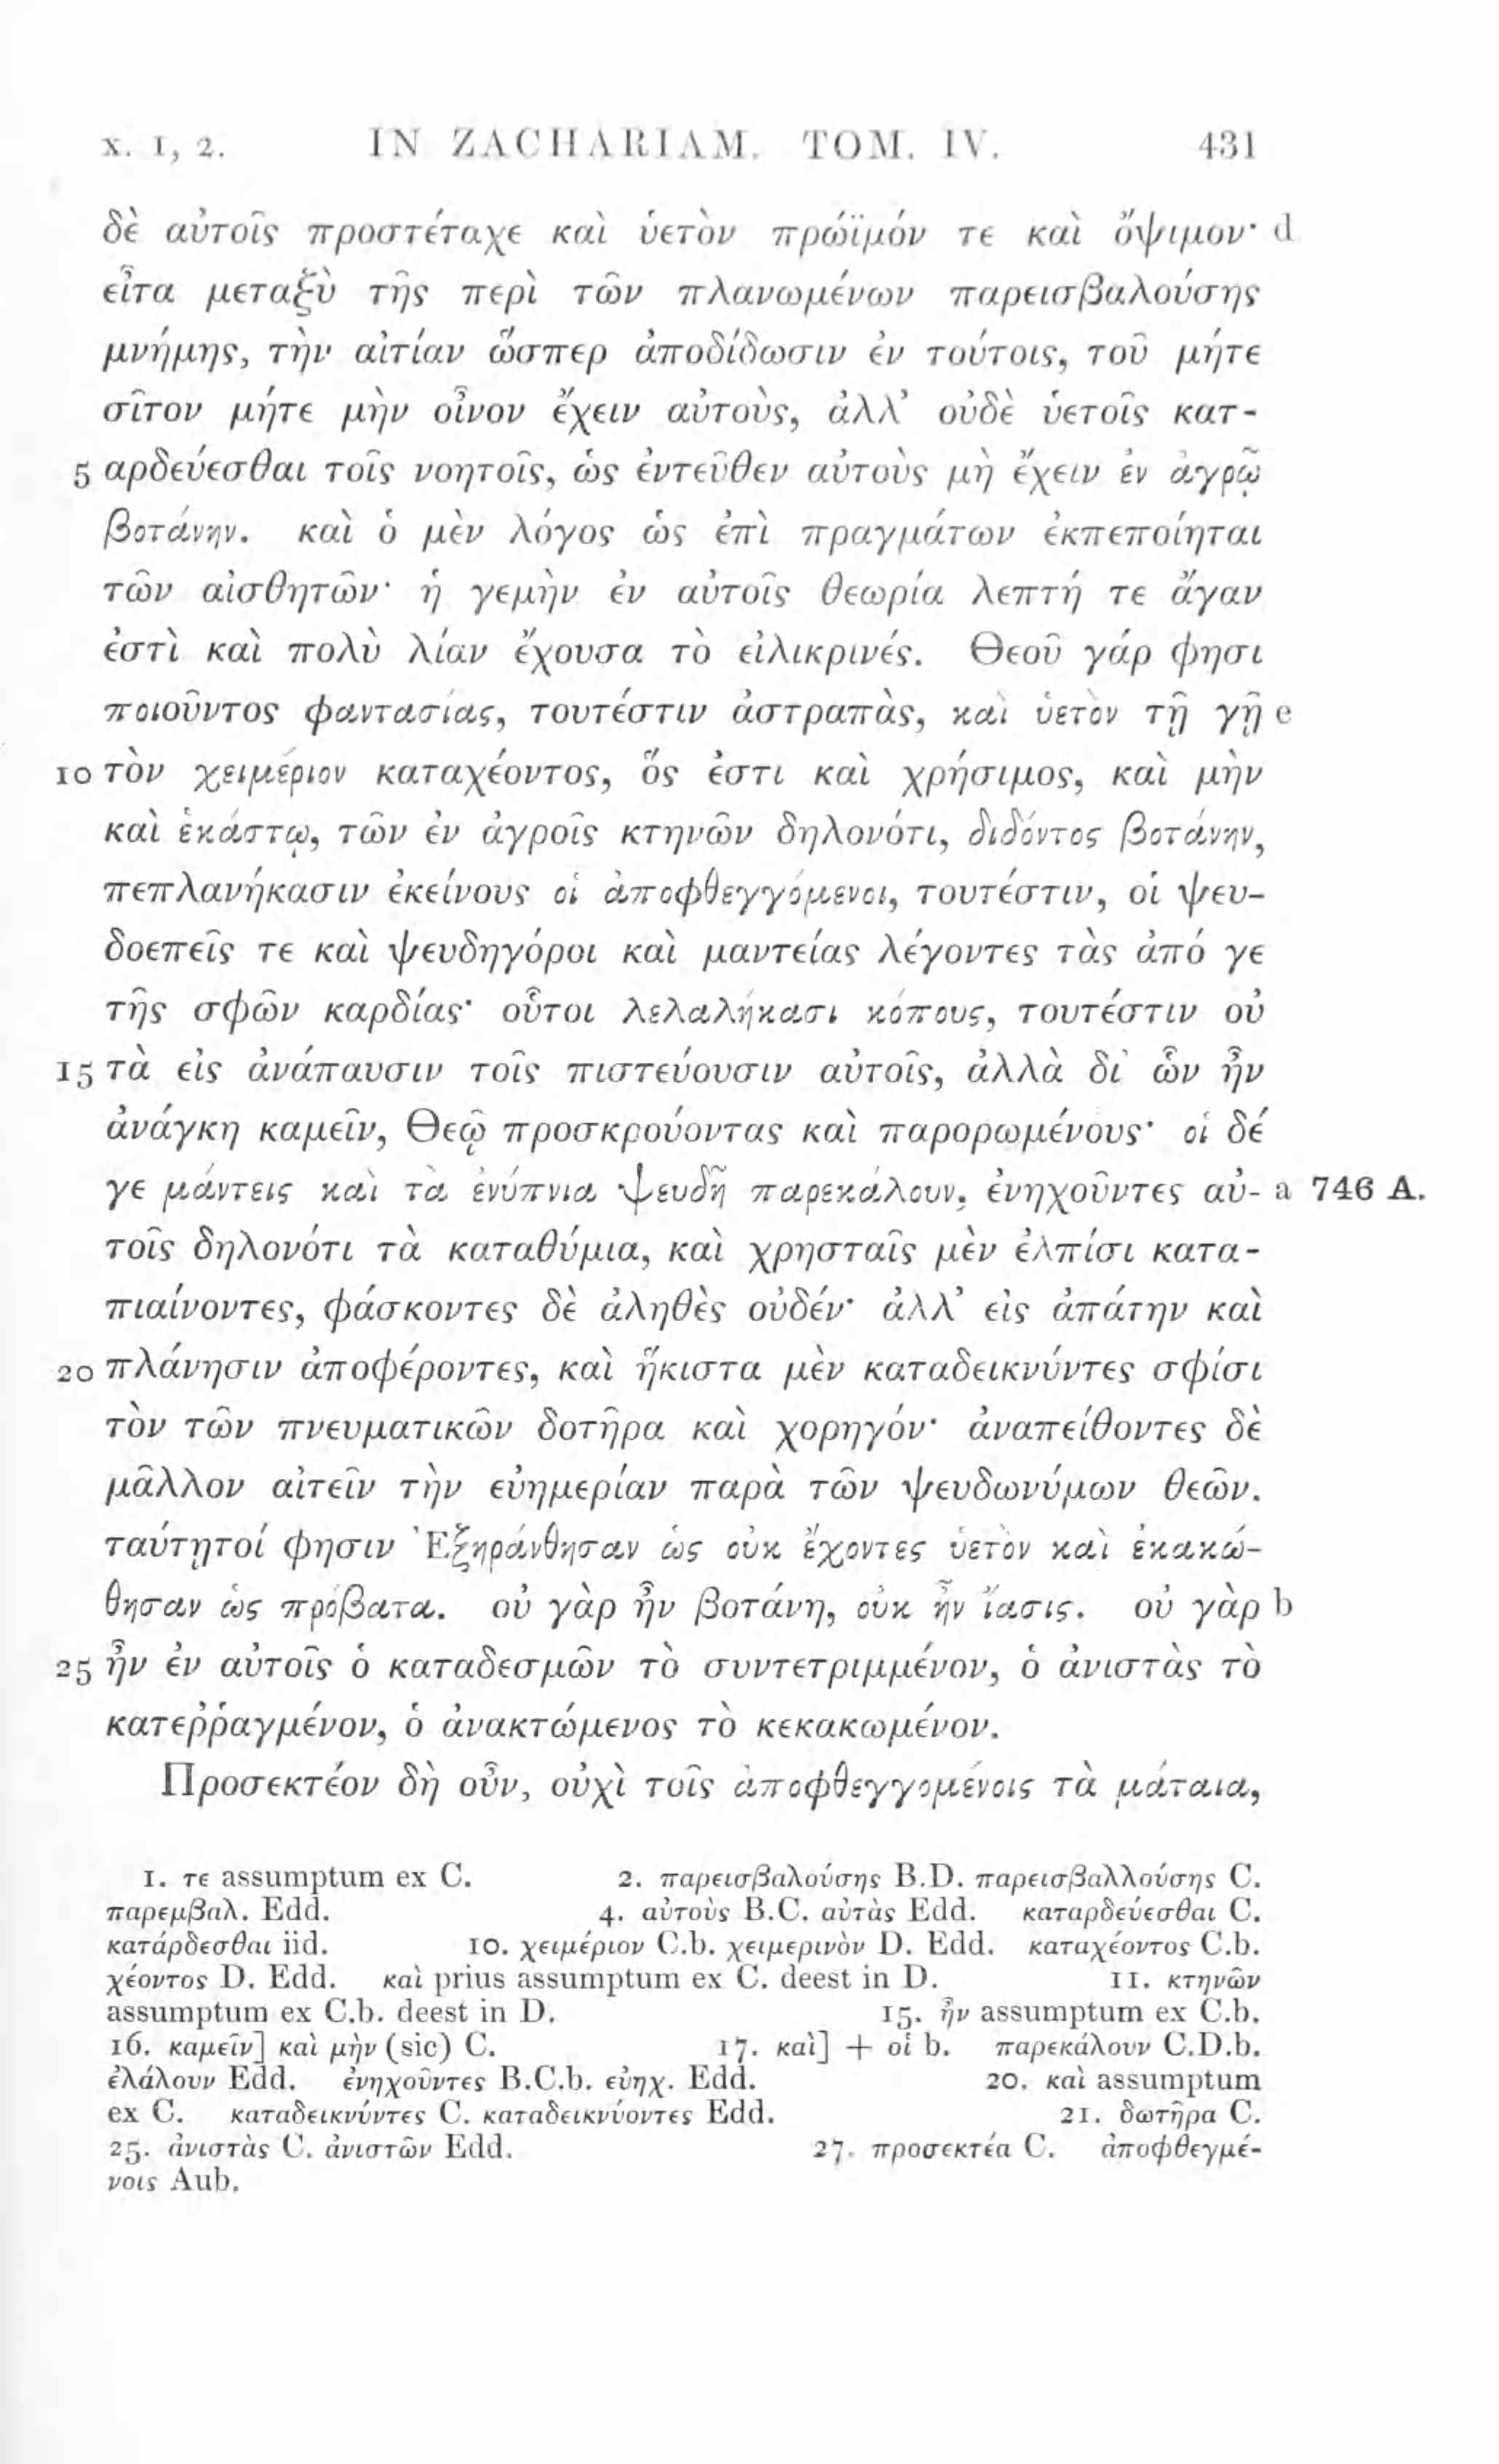 x. 1, 2. IN ZACHARIAM. TOM. IV. 431
δὲ αὐτοῖς προστέταχε καὶ ὑετὸν πρώϊμόν τε καὶ ὄψιμον· d
εἶτα μεταξὺ τῆς περὶ τῶν πλανωμένων παρεισβαλούσης
μνήμης, τὴν αἰτίαν ὥσπερ ἀποδίδωσιν ἐν τούτοις, τοῦ μήτε
σῖτον μήτε μὴν οἶνον ἔχειν αὐτοὺς, ἀλλ’ οὐδὲ ὑετοῖς κατ-
5 αρδεύεσθαι τοῖς νοητοῖς, ὡς ἐντεῦθεν αὐτοὺς μὴ ἔχειν ἐν ἀγρῷ
βοτάνην. καὶ ὁ μὲν λόγος ὡς ἐπὶ πραγμάτων ἐκπεποίηται
τῶν αἰσθητῶν· ἡ γεμὴν ἐν αὐτοῖς θεωρία λεπτή τε ἄγαν
ἐστὶ καὶ πολὺ λίαν ἔχουσα τὸ εἰλικρινές. Θεοῦ γάρ φησι
ποιοῦντος φαντασίας, τουτέστιν ἀστραπὰς, καὶ ὑετὸν τῇ γῇ e
10 τὸν χειμέριον καταχέοντος, ὅς ἐστι καὶ χρήσιμος, καὶ μὴν
καὶ ἑκάστῳ, τῶν ἐν ἀγροῖς κτηνῶν δηλονότι, διδόντος βοτάνην,
πεπλανήκασιν ἐκείνους οἱ ἀποφθεγγόμενοι, τουτέστιν, οἱ ψευ-
δοεπεῖς τε καὶ ψευδηγόροι καὶ μαντείας λέγοντες τὰς ἀπό γε
τῆς σφῶν καρδίας· οὗτοι λελαλήκασι κόπους, τουτέστιν οὐ
15 τὰ εἰς ἀνάπαυσιν τοῖς πιστεύουσιν αὐτοῖς, ἀλλὰ δι’ ὧν ἦν
ἀνάγκη καμεῖν, Θεῷ προσκρούοντας καὶ παρορωμένους· οἱ δέ
γε μάντεις καὶ τὰ ἐνύπνια ψευδῆ παρεκάλουν, ἐνηχοῦντες αὐ- a 746 A.
τοῖς δηλονότι τὰ καταθύμια, καὶ χρησταῖς μὲν ἐλπίσι κατα-
πιαίνοντες, φάσκοντες δὲ ἀληθὲς οὐδέν· ἀλλ’ εἰς ἀπάτην καὶ
20 πλάνησιν ἀποφέροντες, καὶ ἥκιστα μὲν καταδεικνύντες σφίσι
τὸν τῶν πνευματικῶν δοτῆρα καὶ χορηγόν· ἀναπείθοντες δὲ
μᾶλλον αἰτεῖν τὴν εὐημερίαν παρὰ τῶν ψευδωνύμων θεῶν.
ταύτῃτοί φησιν Ἐξηράνθησαν ὡς οὐκ ἔχοντες ὑετὸν καὶ ἐκακώ-
θησαν ὡς πρόβατα. οὐ γὰρ ἦν βοτάνη, οὐκ ἦν ἴασις. οὐ γὰρ b
25 ἦν ἐν αὐτοῖς ὁ καταδεσμῶν τὸ συντετριμμένον, ὁ ἀνιστὰς τὸ
κατεῤῥαγμένον, ὁ ἀνακτώμενος τὸ κεκακωμένον.
Προσεκτέον δὴ οὖν, οὐχὶ τοῖς ἀποφθεγγομένοις τὰ μάταια,
1. τε assumptum ex C. 2. παρεισβαλούσης B.D. παρεισβαλλούσης C.
παρεμβαλ. Edd. 4. αὐτοὺς B.C. αὐτὰς Edd. καταρδεύεσθαι C.
κατάρδεσθαι iid. 10. χειμέριον C.b. χειμερινὸν D. Edd. καταχέοντος C.b.
χέοντος D. Edd. καὶ prius assumptum ex C. deest in D. 11. κτηνῶν
assumptum ex C.b. deest in D. 15. ἦν assumptum ex C.b.
16. καμεῖν] καὶ μὴν (sic) C. 17. καὶ] + οἱ b. παρεκάλουν C.D.b.
ἐλάλουν Edd. ἐνηχοῦντες B.C.b. εὐηχ. Edd. 20. καὶ assumptum
ex C. καταδεικνύντες C. καταδεικνύοντες Edd. 21. δωτῆρα C.
25. ἀνιστὰς C. ἀνιστῶν Edd. 27. προσεκτέα C. ἀποφθεγμέ-
νοις Aub.